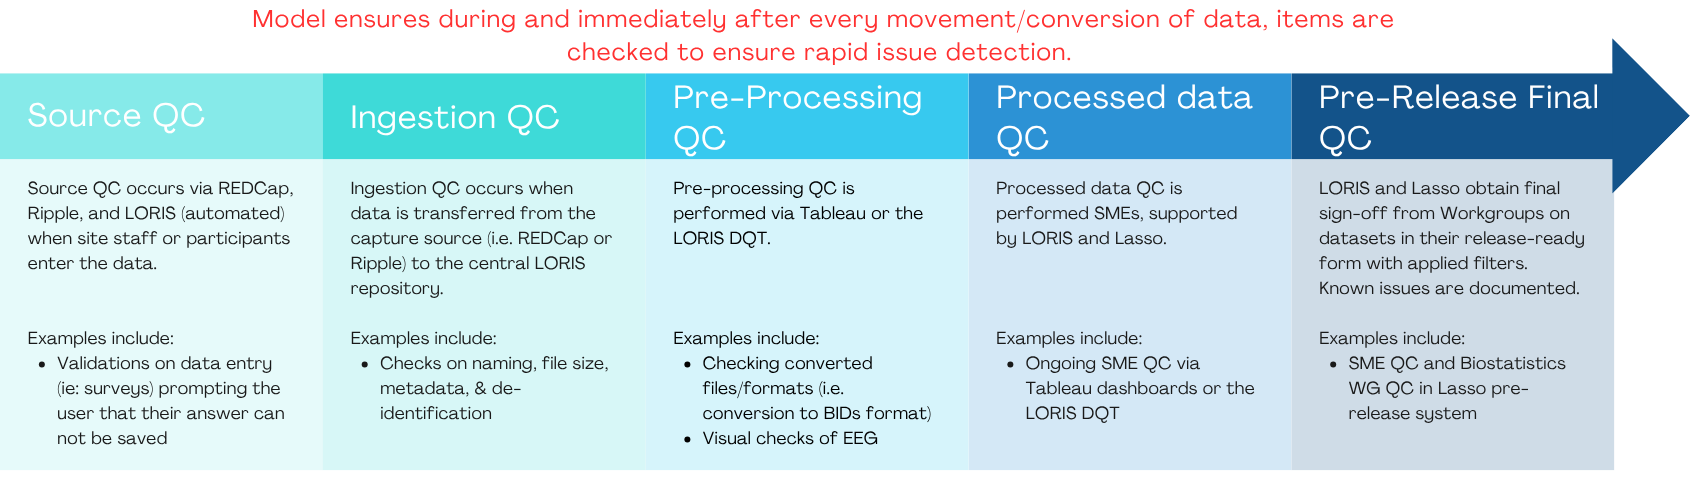 Model ensures during and immediately after every movement/conversion of data, items are
checked to ensure rapid issue detection.
Source QC
Source QC occurs via REDCap,
Ripple, and LORIS (automated)
when site staff or participants
enter the data.
Examples include:
• Validations on data entry
(ie: surveys) prompting the
user that their answer can
not be saved
Ingestion QC
Ingestion QC occurs when
data is transferred from the
capture source (i.e. REDCap or
Ripple) to the central LORIS
repository.
Examples include:
• Checks on naming, file size,
metadata, & de-
identification
Pre-Processing
QC
Pre-processing QC is
performed via Tableau or the
LORIS DQT.
Examples include:
• Checking converted
files/formats (i.e.
conversion to BIDs format)
• Visual checks of EEG
Processed data
QC
Processed data QC is
performed SMEs, supported
by LORIS and Lasso.
Examples include:
• Ongoing SME QC via
Tableau dashboards or the
LORIS DQT
Pre-Release Final
QC
LORIS and Lasso obtain final
sign-off from Workgroups on
datasets in their release-ready
form with applied filters.
Known issues are documented.
Examples include:
• SME QC and Biostatistics
WG QC in Lasso pre-
release system